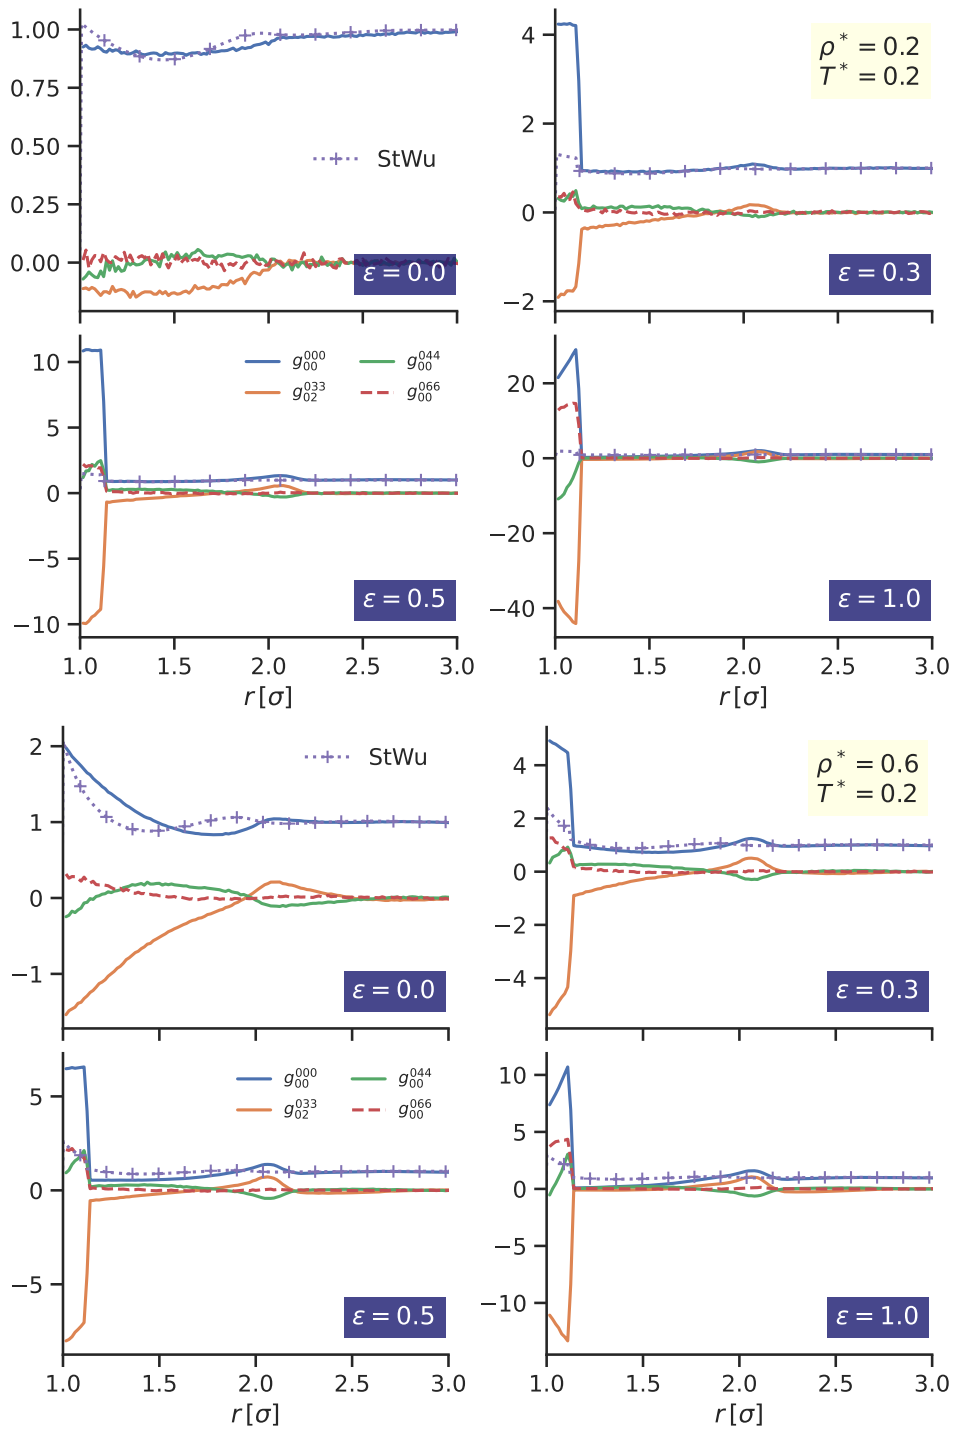 1.00
0.75
0.50
0.25
0.00
StWu
ε = 0.0
4
2
0
−2
ρ* = 0.2
T* = 0.2
ε = 0.3
10
5
0
−5
−10
g₀₀⁰⁰⁰ g₀₀⁰⁴⁴
g₀₂⁰³³ g₀₀⁰⁶⁶
ε = 0.5
1.0 1.5 2.0 2.5 3.0
r [σ]
20
0
−20
−40
ε = 1.0
1.0 1.5 2.0 2.5 3.0
r [σ]
2
1
0
−1
StWu
ε = 0.0
4
2
0
−2
−4
ρ* = 0.6
T* = 0.2
ε = 0.3
5
0
−5
g₀₀⁰⁰⁰ g₀₀⁰⁴⁴
g₀₂⁰³³ g₀₀⁰⁶⁶
ε = 0.5
1.0 1.5 2.0 2.5 3.0
r [σ]
10
5
0
−5
−10
ε = 1.0
1.0 1.5 2.0 2.5 3.0
r [σ]